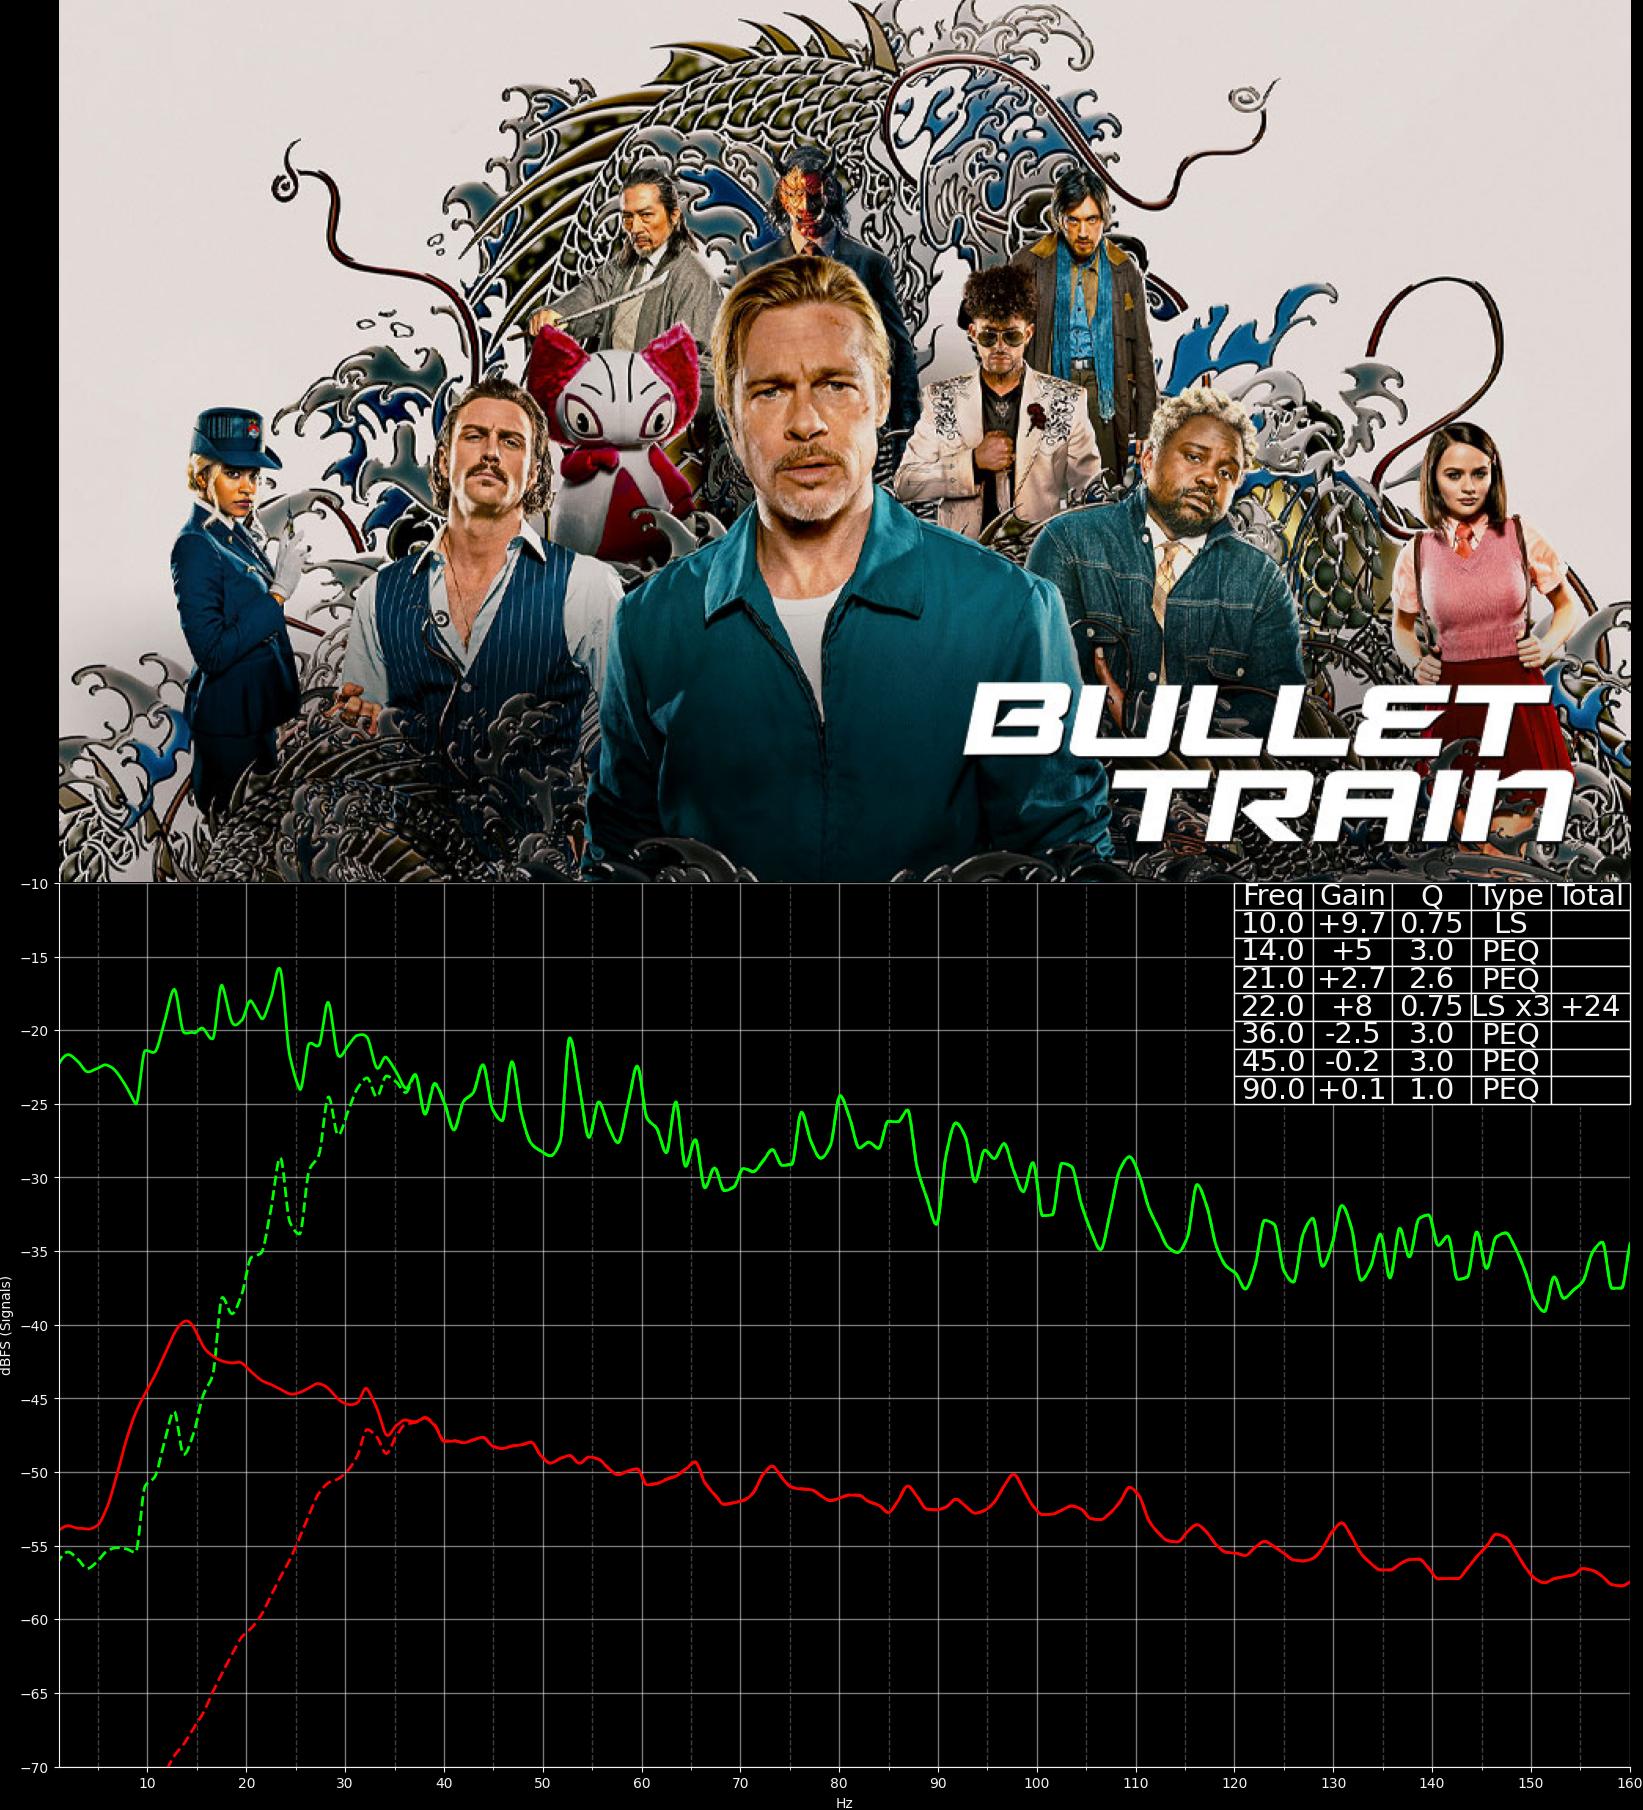 BULLET
TRAIN
Freq Gain Q Type Total
10.0 +9.7 0.75 LS
14.0 +5 3.0 PEQ
21.0 +2.7 2.6 PEQ
22.0 +8 0.75 LS x3 +24
36.0 -2.5 3.0 PEQ
45.0 -0.2 3.0 PEQ
90.0 +0.1 1.0 PEQ
−10
−15
−20
−25
−30
−35
−40
−45
−50
−55
−60
−65
−70
dBFS (Signals)
10 20 30 40 50 60 70 80 90 100 110 120 130 140 150 160
Hz